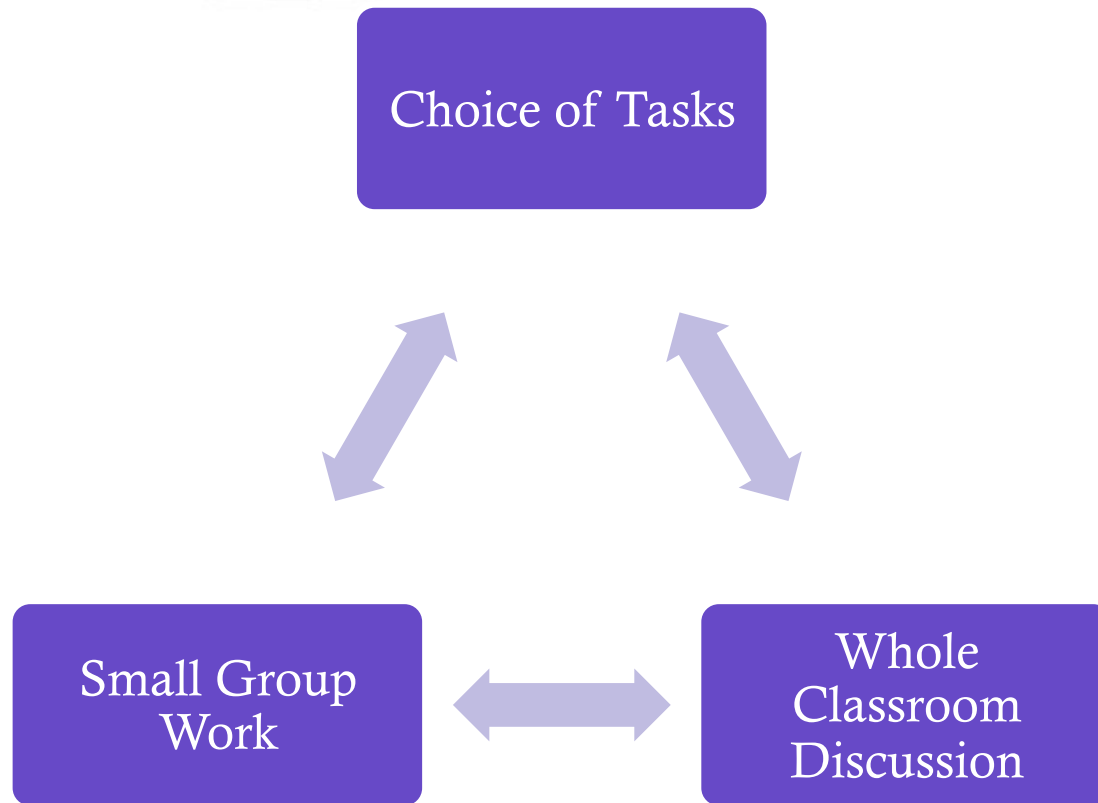 Choice of Tasks
Small Group
Work
Whole
Classroom
Discussion